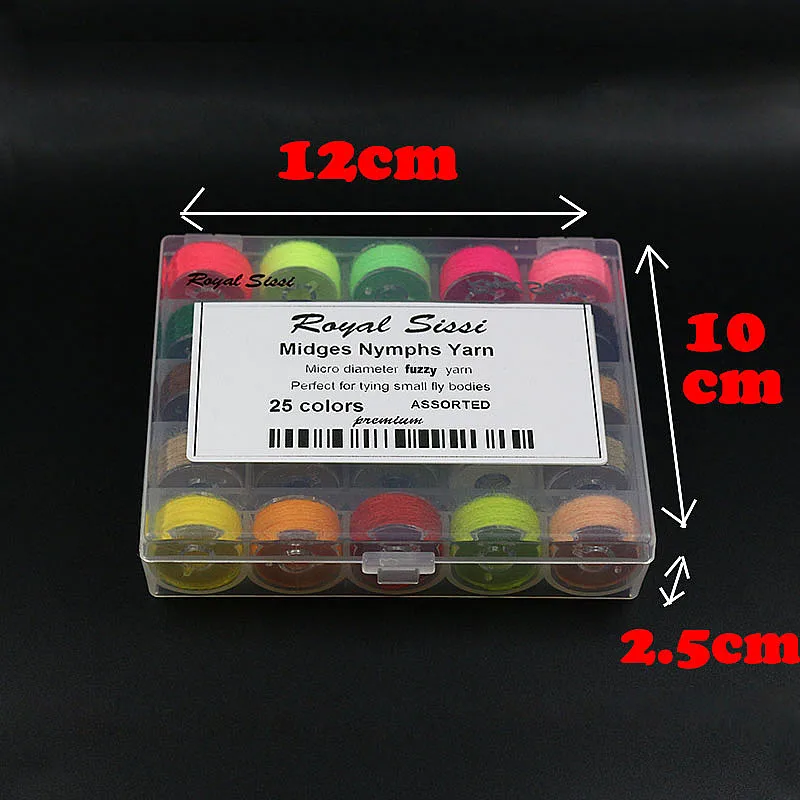 12cm
Royal Sissi
Royal Sissi
Midges Nymphs Yarn
Micro diameter fuzzy yarn
Perfect for tying small fly bodies
25 colors ASSORTED
premium
10
cm
2.5cm